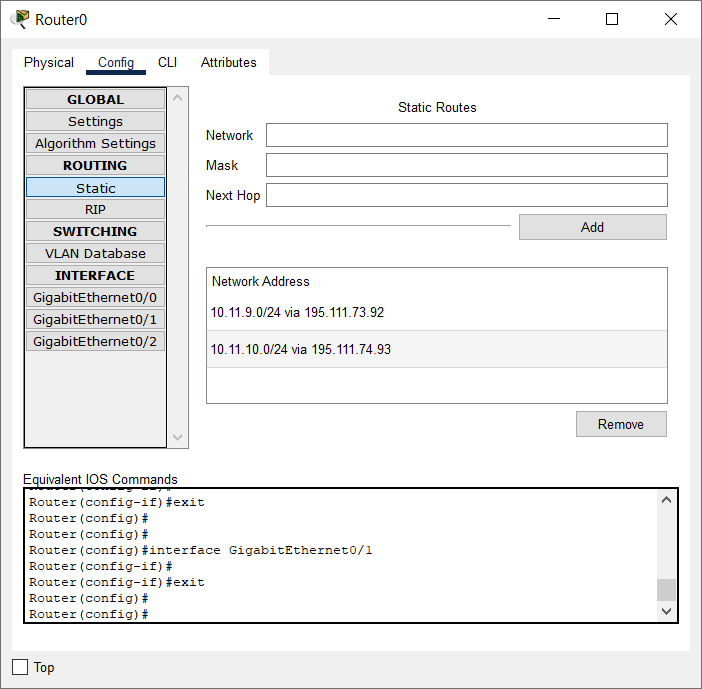 Router0
Physical Config CLI Attributes
GLOBAL
Settings
Algorithm Settings
ROUTING
Static
RIP
SWITCHING
VLAN Database
INTERFACE
GigabitEthernet0/0
GigabitEthernet0/1
GigabitEthernet0/2
Static Routes
Network
Mask
Next Hop
Add
Network Address
10.11.9.0/24 via 195.111.73.92
10.11.10.0/24 via 195.111.74.93
Remove
Equivalent IOS Commands
Router(config-if)#exit
Router(config)#
Router(config)#
Router(config)#interface GigabitEthernet0/1
Router(config-if)#
Router(config-if)#exit
Router(config)#
Router(config)#
Top